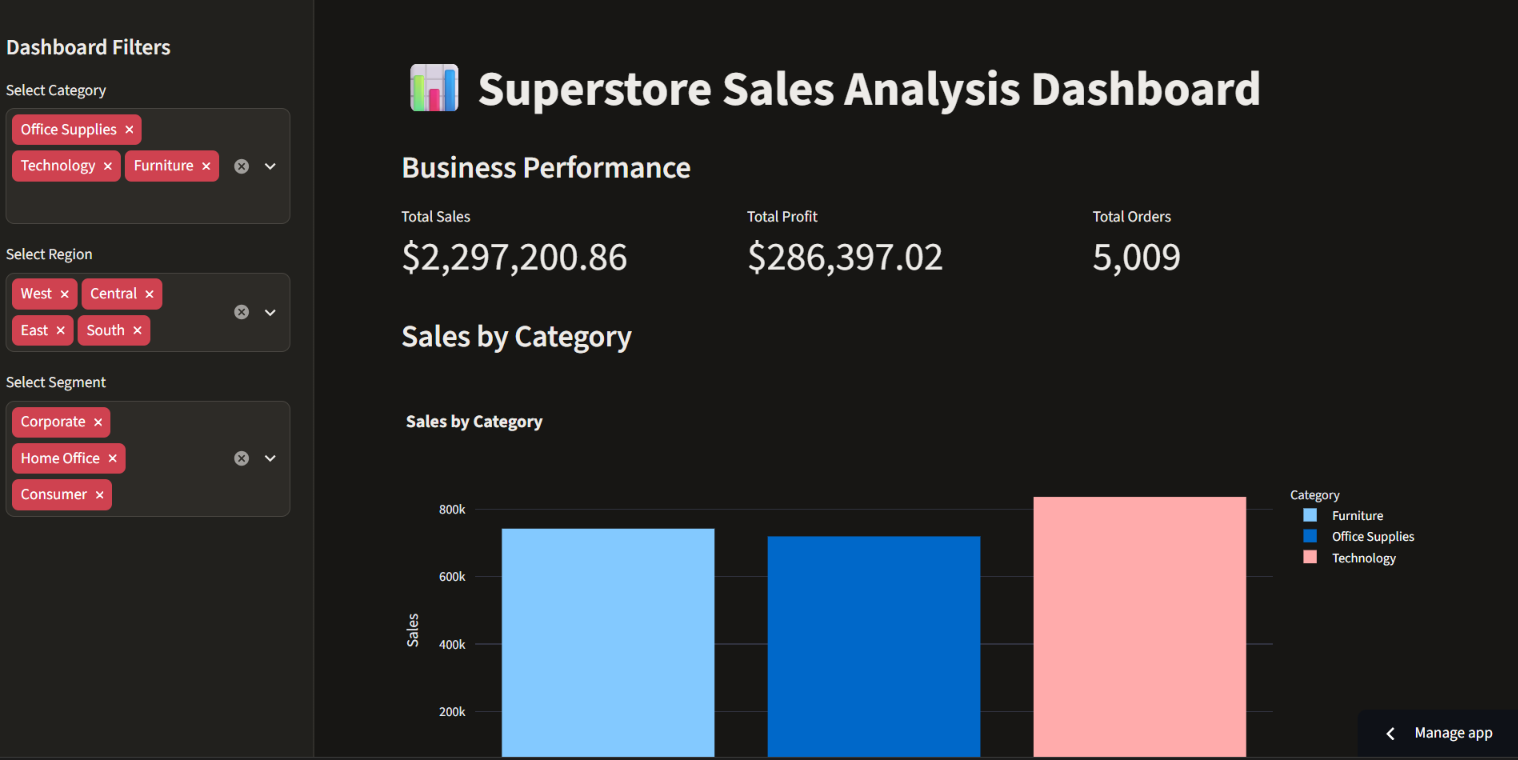 Dashboard Filters
Select Category
Office Supplies ×
Technology × Furniture ×
Select Region
West × Central ×
East × South ×
Select Segment
Corporate ×
Home Office ×
Consumer ×
Superstore Sales Analysis Dashboard
Business Performance
Total Sales
$2,297,200.86
Total Profit
$286,397.02
Total Orders
5,009
Sales by Category
Sales by Category
800k
600k
400k
200k
Sales
Category
Furniture
Office Supplies
Technology
Manage app